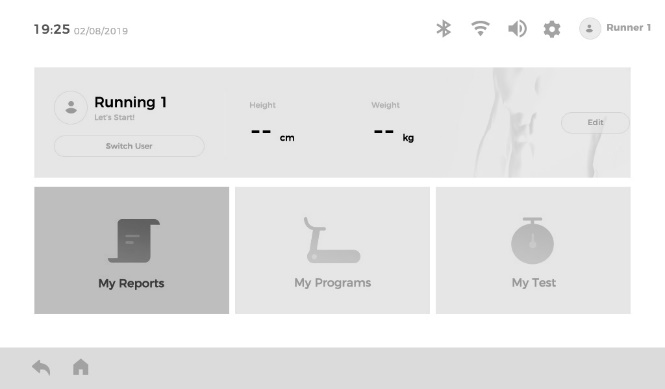 19:25 02/08/2019
Runner 1
Running 1
Let's Start!
Switch User
Height
-- cm
Weight
-- kg
Edit
My Reports
My Programs
My Test